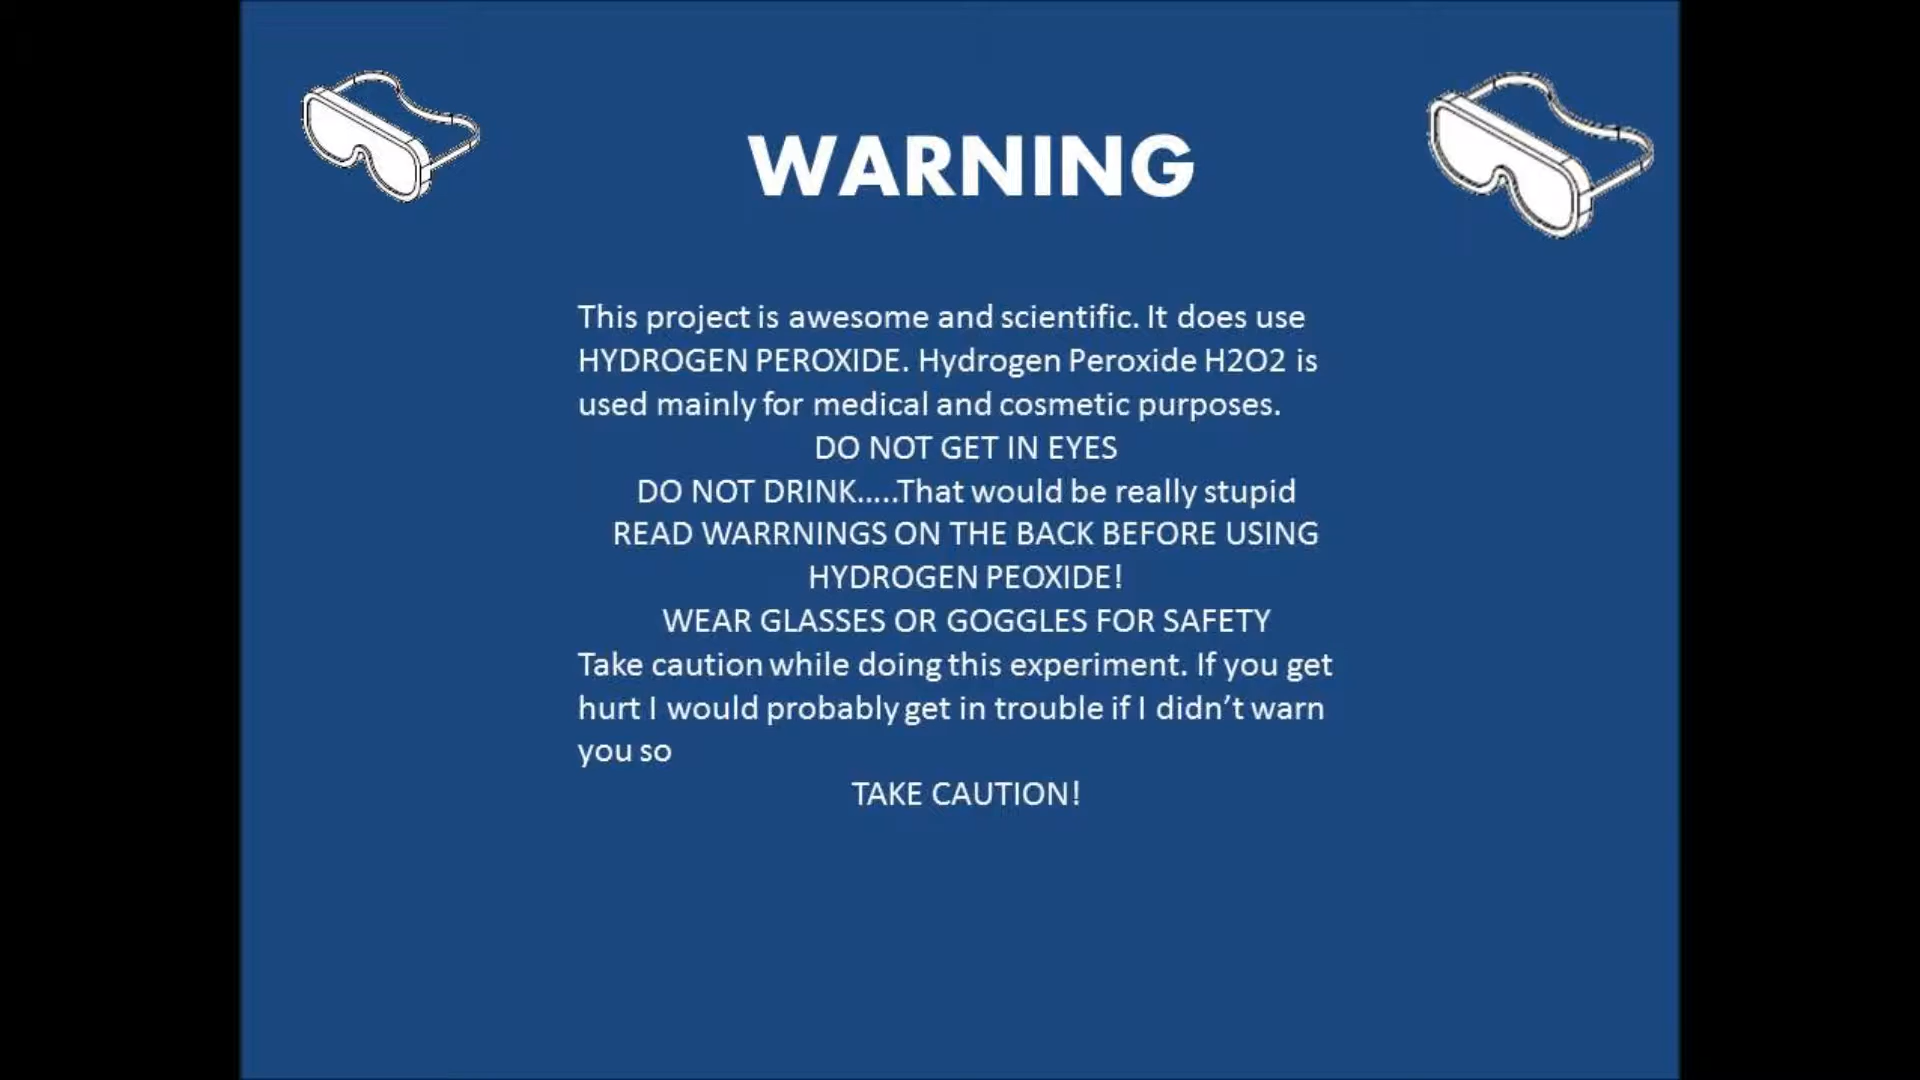 WARNING
This project is awesome and scientific. It does use
HYDROGEN PEROXIDE. Hydrogen Peroxide H2O2 is
used mainly for medical and cosmetic purposes.
DO NOT GET IN EYES
DO NOT DRINK.....That would be really stupid
READ WARRNINGS ON THE BACK BEFORE USING
HYDROGEN PEOXIDE!
WEAR GLASSES OR GOGGLES FOR SAFETY
Take caution while doing this experiment. If you get
hurt I would probably get in trouble if I didn’t warn
you so
TAKE CAUTION!